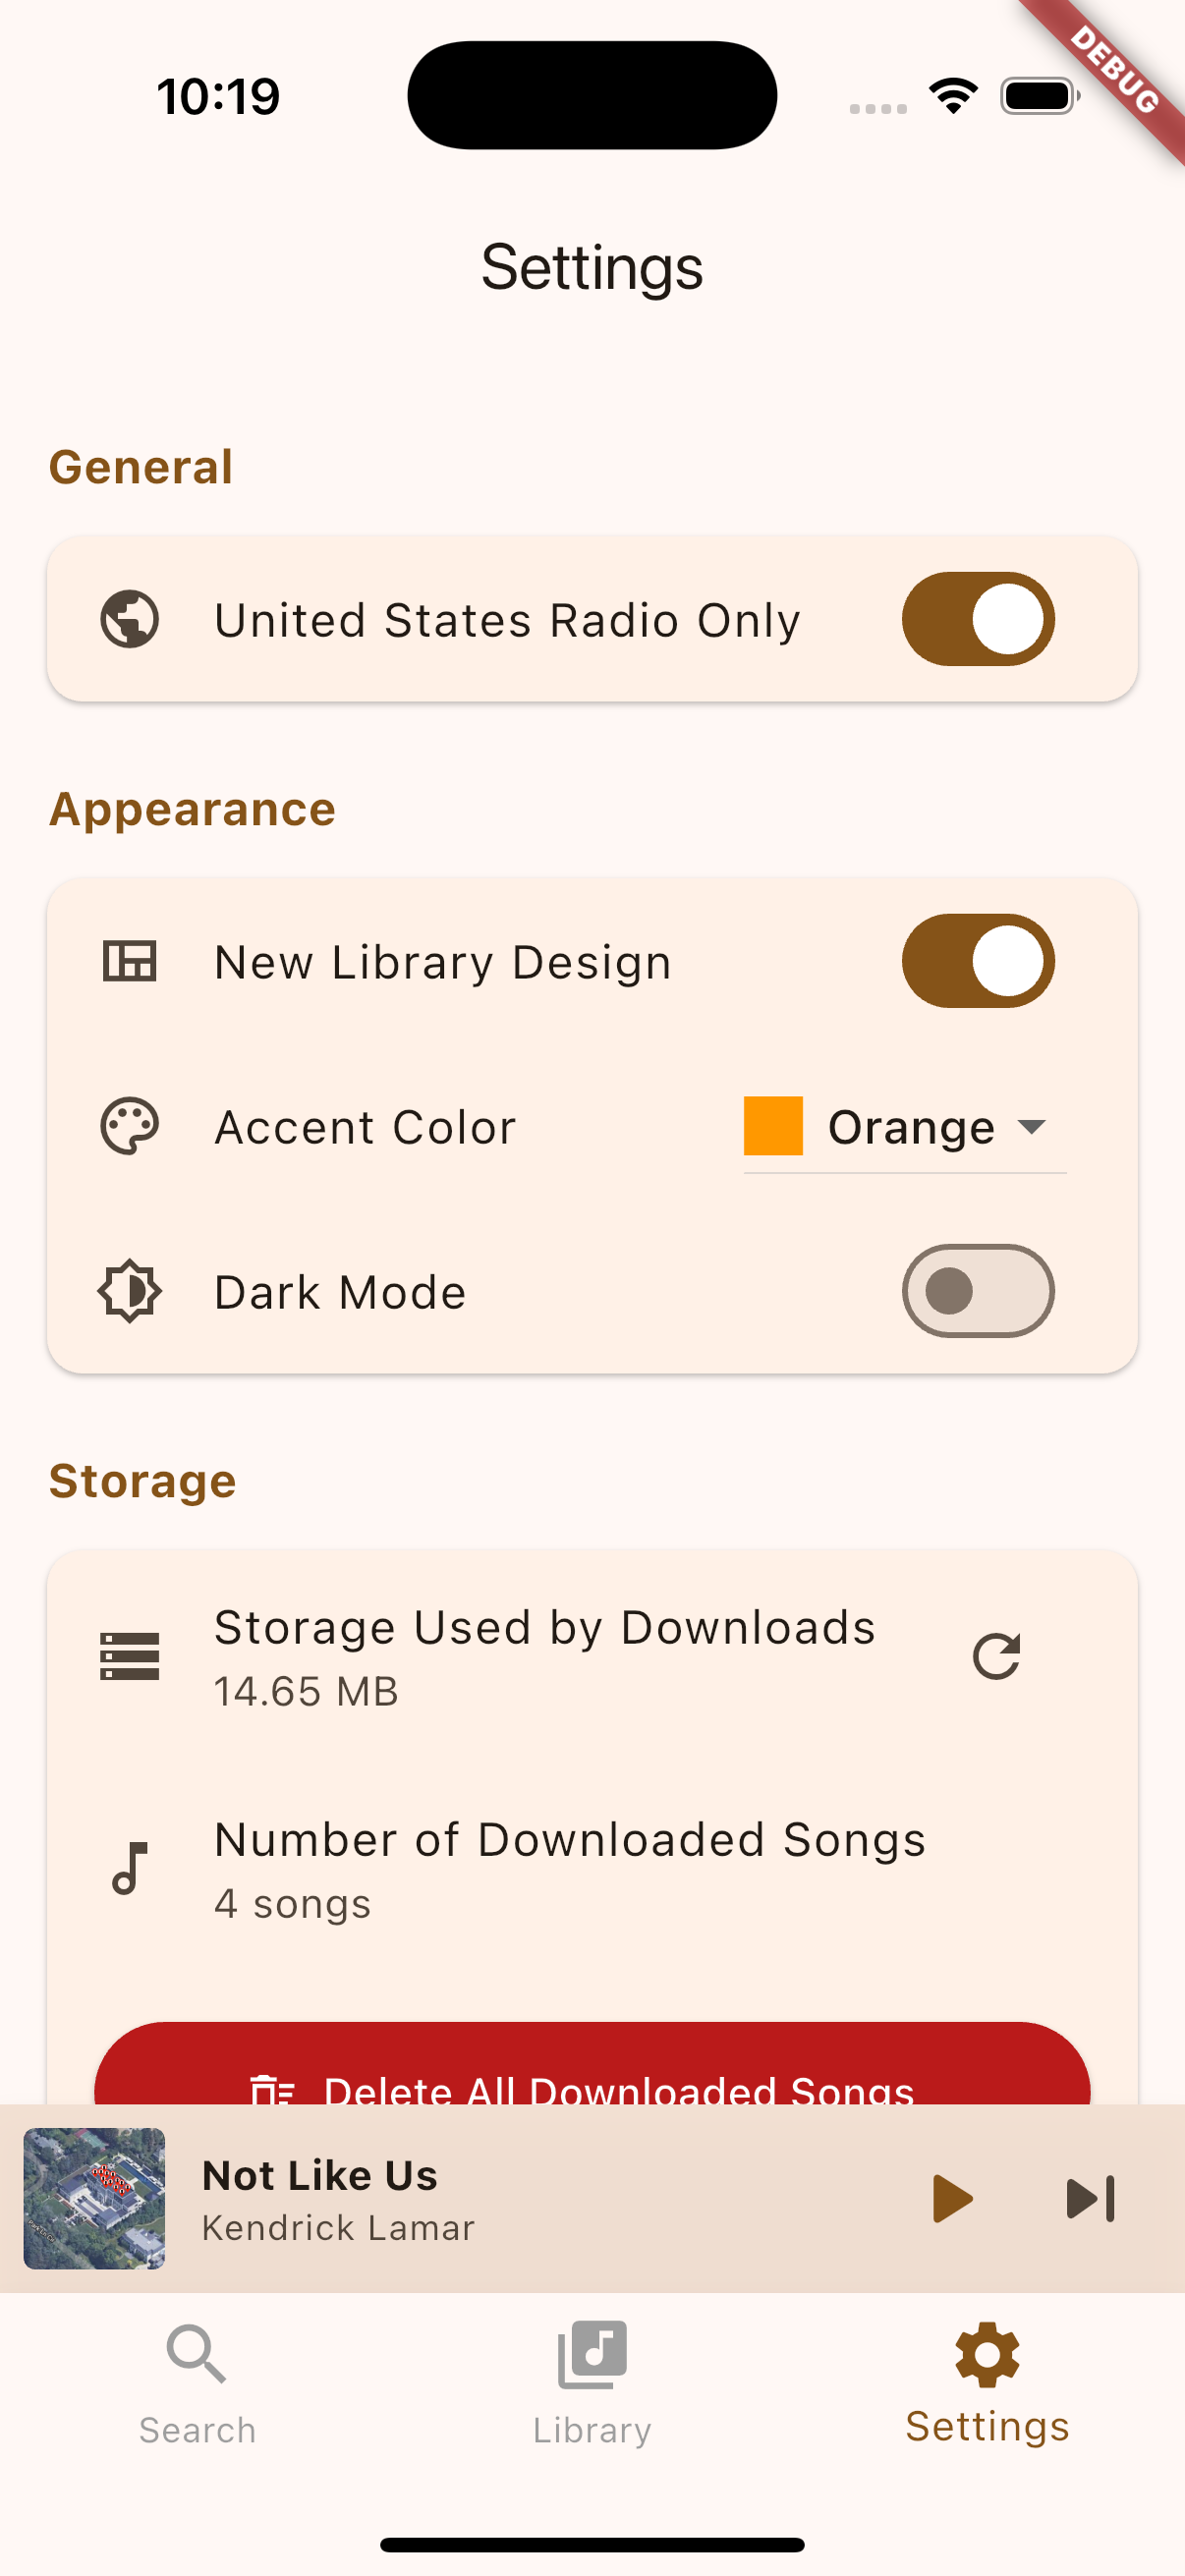 10:19
DEBUG
Settings
General
United States Radio Only
Appearance
New Library Design
Accent Color
Orange
Dark Mode
Storage
Storage Used by Downloads
14.65 MB
Number of Downloaded Songs
4 songs
Delete All Downloaded Songs
Not Like Us
Kendrick Lamar
Search
Library
Settings